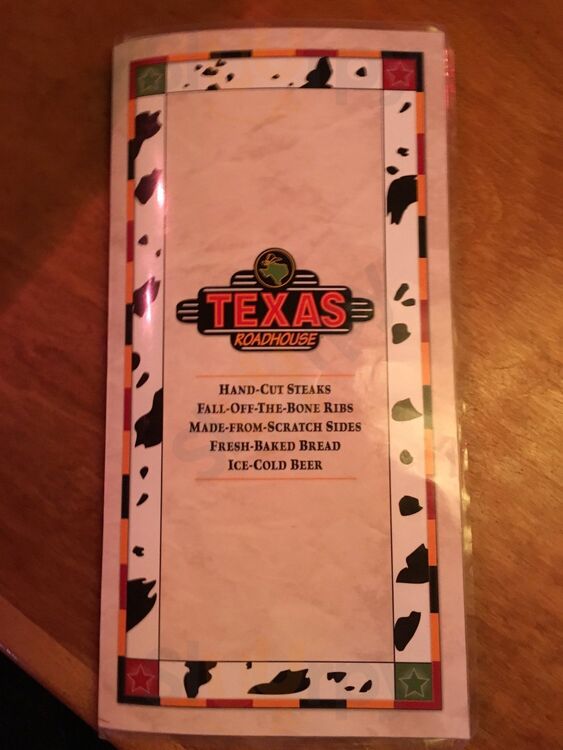 TEXAS
ROADHOUSE
HAND-CUT STEAKS
FALL-OFF-THE-BONE RIBS
MADE-FROM-SCRATCH SIDES
FRESH-BAKED BREAD
ICE-COLD BEER